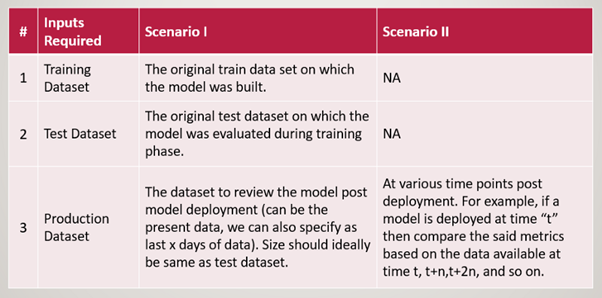 #
Inputs
Required
Scenario I
Scenario II
1
Training
Dataset
The original train data set on which
the model was built.
NA
2
Test Dataset
The original test dataset on which the
model was evaluated during training
phase.
NA
3
Production
Dataset
The dataset to review the model post
model deployment (can be the
present data, we can also specify as
last x days of data). Size should ideally
be same as test dataset.
At various time points post
deployment. For example, if a
model is deployed at time “t”
then compare the said metrics
based on the data available at
time t, t+n,t+2n, and so on.